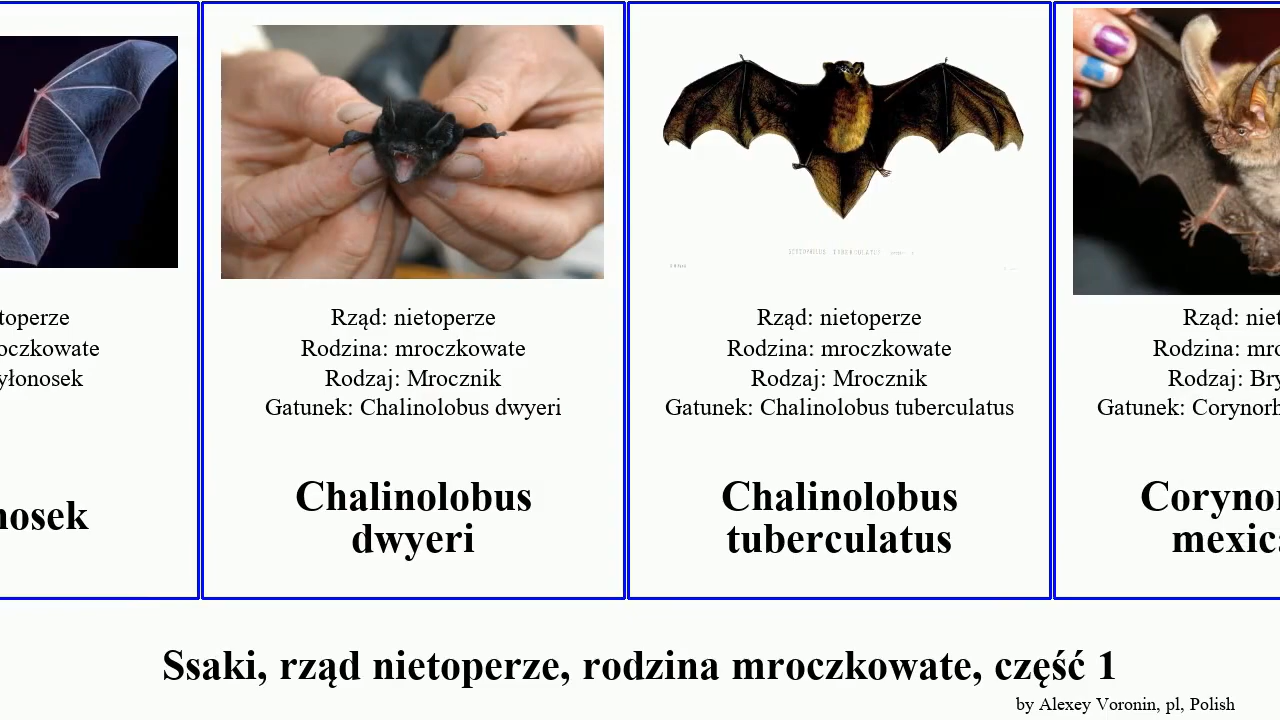 toperze
oczkowate
yłonosek
nosek
Rząd: nietoperze
Rodzina: mroczkowate
Rodzaj: Mrocznik
Gatunek: Chalinolobus dwyeri
Chalinolobus
dwyeri
Rząd: nietoperze
Rodzina: mroczkowate
Rodzaj: Mrocznik
Gatunek: Chalinolobus tuberculatus
Chalinolobus
tuberculatus
Rząd: niet
Rodzina: mro
Rodzaj: Bry
Gatunek: Corynorh
Corynor
mexica
Ssaki, rząd nietoperze, rodzina mroczkowate, część 1
by Alexey Voronin, pl, Polish